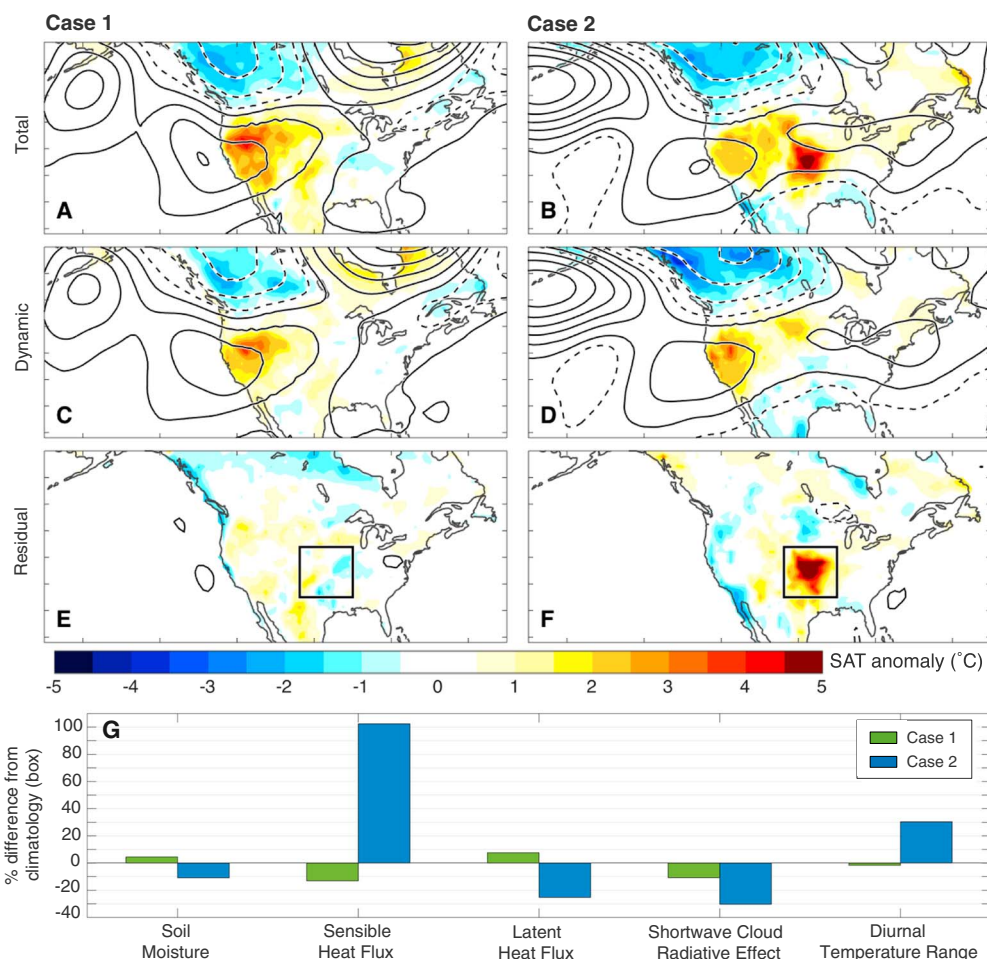 Case 1
Case 2
Total
A
B
Dynamic
C
D
Residual
E
F
-5 -4 -3 -2 -1 0 1 2 3 4 5
SAT anomaly (˚C)
G
% difference from
climatology (box)
100
80
60
40
20
0
-20
-40
Case 1
Case 2
Soil
Moisture
Sensible
Heat Flux
Latent
Heat Flux
Shortwave Cloud
Radiative Effect
Diurnal
Temperature Range